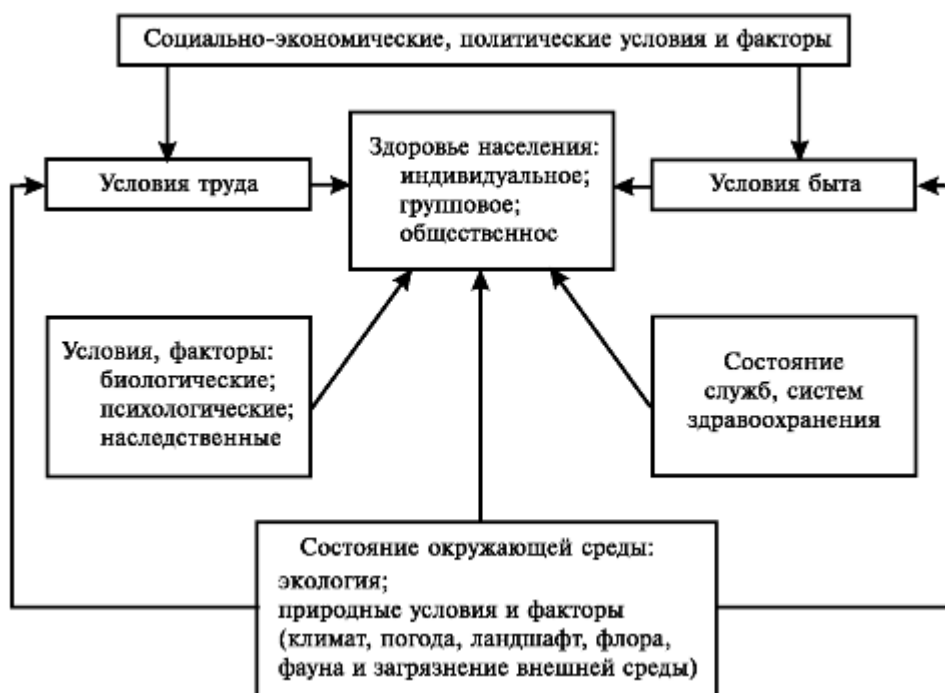 Социально-экономические, политические условия и факторы
Условия труда
Здоровье населения:
индивидуальное;
групповое;
общественное
Условия быта
Условия, факторы:
биологические;
психологические;
наследственные
Состояние
служб, систем
здравоохранения
Состояние окружающей среды:
экология;
природные условия и факторы
(климат, погода, ландшафт, флора,
фауна и загрязнение внешней среды)